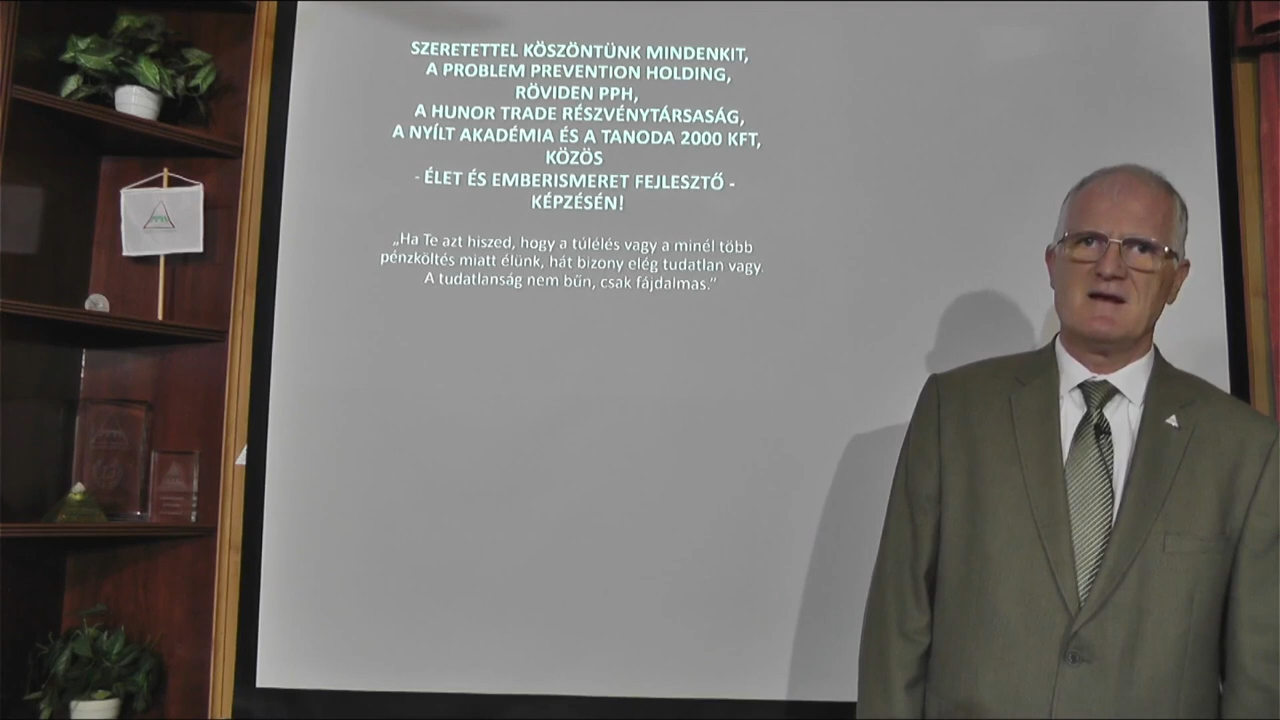 SZERETETTEL KÖSZÖNTÜNK MINDENKIT,
A PROBLEM PREVENTION HOLDING,
RÖVIDEN PPH,
A HUNOR TRADE RÉSZVÉNYTÁRSASÁG,
A NYÍLT AKADÉMIA ÉS A TANODA 2000 KFT,
KÖZÖS
- ÉLET ÉS EMBERISMERET FEJLESZTŐ -
KÉPZÉSÉN!
„Ha Te azt hiszed, hogy a túlélés vagy a minél több
pénzköltés miatt élünk, hát bizony elég tudatlan vagy.
A tudatlanság nem bűn, csak fájdalmas.”